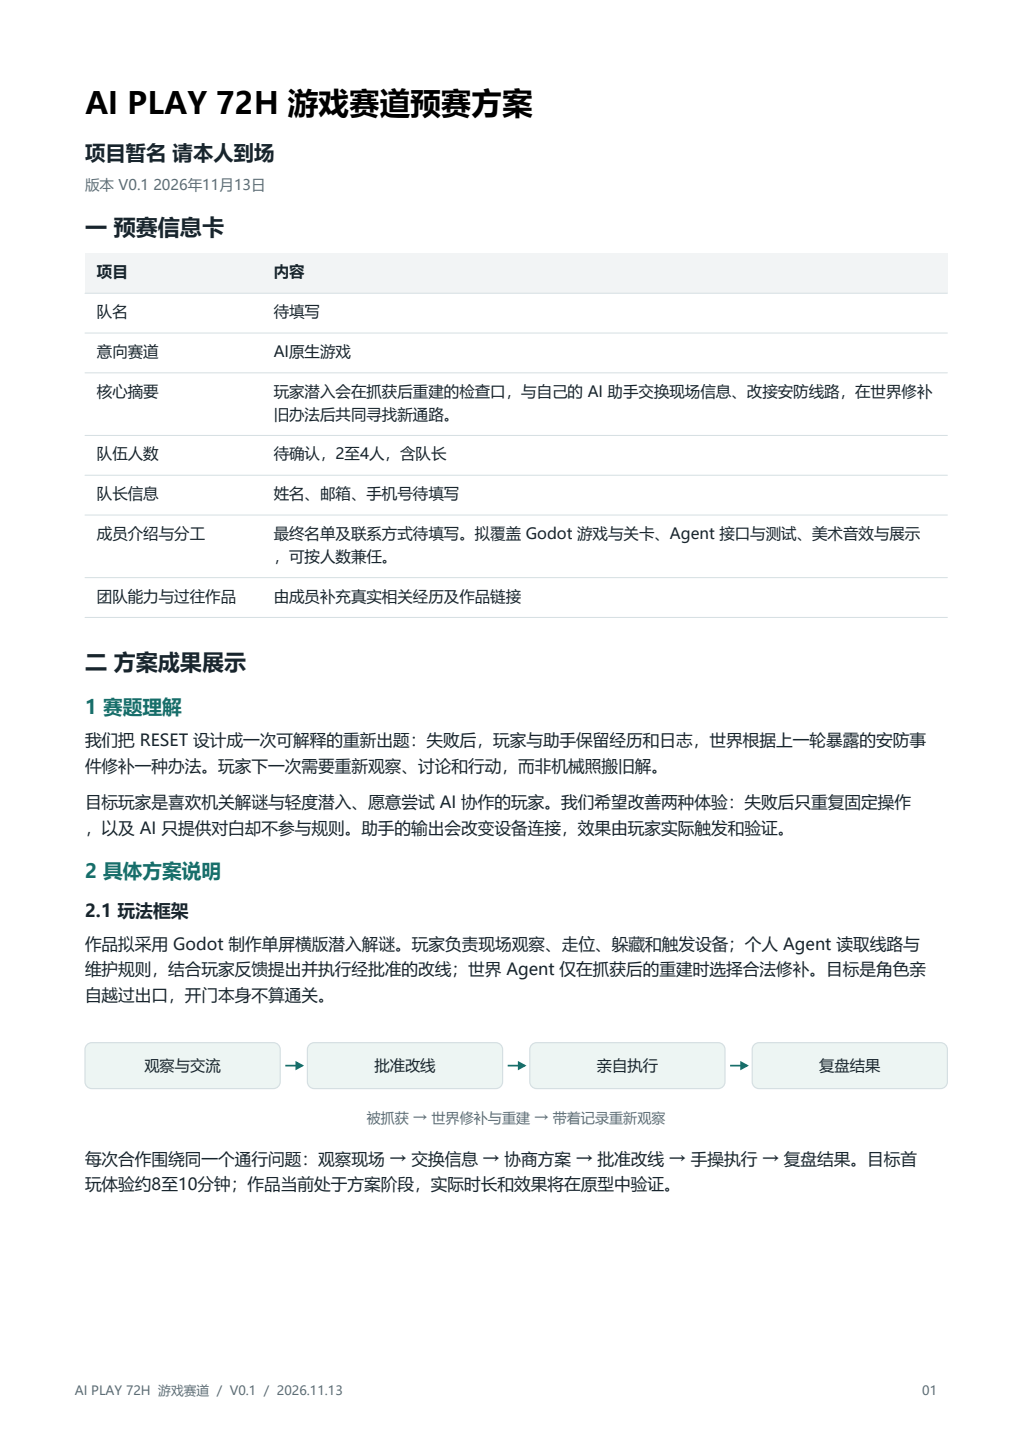 AI PLAY 72H 游戏赛道预赛方案
项目暂名 请本人到场
版本 V0.1 2026年11月13日
一 预赛信息卡
项目 内容
队名 待填写
意向赛道 AI原生游戏
核心摘要 玩家潜入会在抓获后重建的检查口，与自己的 AI 助手交换现场信息、改接安防线路，在世界修补
旧办法后共同寻找新通路。
队伍人数 待确认，2至4人，含队长
队长信息 姓名、邮箱、手机号待填写
成员介绍与分工 最终名单及联系方式待填写。拟覆盖 Godot 游戏与关卡、Agent 接口与测试、美术音效与展示
，可按人数兼任。
团队能力与过往作品 由成员补充真实相关经历及作品链接
二 方案成果展示
1 赛题理解
我们把 RESET 设计成一次可解释的重新出题：失败后，玩家与助手保留经历和日志，世界根据上一轮暴露的安防事
件修补一种办法。玩家下一次需要重新观察、讨论和行动，而非机械照搬旧解。
目标玩家是喜欢机关解谜与轻度潜入、愿意尝试 AI 协作的玩家。我们希望改善两种体验：失败后只重复固定操作
，以及 AI 只提供对白却不参与规则。助手的输出会改变设备连接，效果由玩家实际触发和验证。
2 具体方案说明
2.1 玩法框架
作品拟采用 Godot 制作单屏横版潜入解谜。玩家负责现场观察、走位、躲藏和触发设备；个人 Agent 读取线路与
维护规则，结合玩家反馈提出并执行经批准的改线；世界 Agent 仅在抓获后的重建时选择合法修补。目标是角色亲
自越过出口，开门本身不算通关。
观察与交流 → 批准改线 → 亲自执行 → 复盘结果
被抓获 → 世界修补与重建 → 带着记录重新观察
每次合作围绕同一个通行问题：观察现场 → 交换信息 → 协商方案 → 批准改线 → 手操执行 → 复盘结果。目标首
玩体验约8至10分钟；作品当前处于方案阶段，实际时长和效果将在原型中验证。
AI PLAY 72H 游戏赛道 / V0.1 / 2026.11.13 01